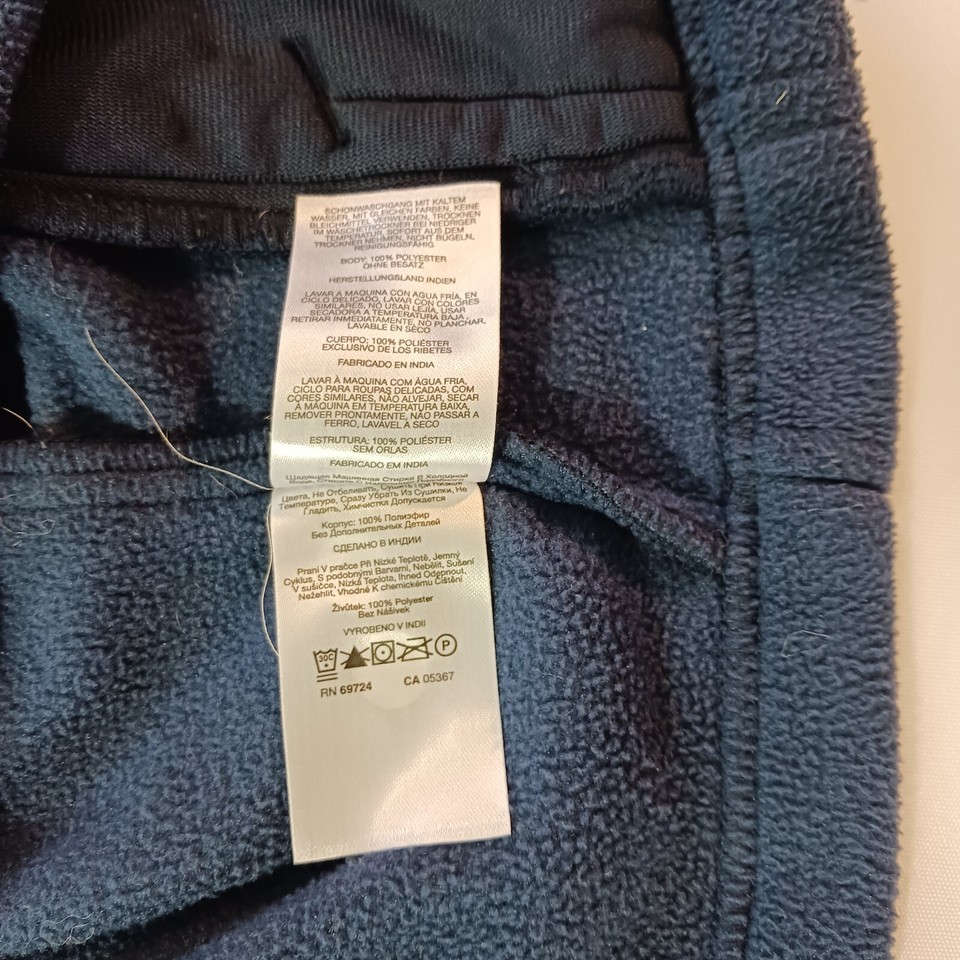 SCHONWASCHGANG MIT KALTEM
WASSER, MIT GLEICHEN FARBEN, KEINE
BLEICHMITTEL VERWENDEN, TROCKNEN
IM WÄSCHETROCKNER BEI NIEDRIGER
TEMPERATUR, SOFORT AUS DEM
TROCKNER NEHMEN, NICHT BÜGELN,
REINIGUNGSFÄHIG
BODY: 100% POLYESTER
OHNE BESATZ
HERSTELLUNGSLAND INDIEN
LAVAR A MAQUINA CON AGUA FRÍA, EN
CICLO DELICADO, LAVAR CON COLORES
SIMILARES, NO USAR LEJÍA, USAR
SECADORA A TEMPERATURA BAJA,
RETIRAR INMEDIATAMENTE, NO PLANCHAR,
LAVABLE EN SECO
CUERPO: 100% POLIÉSTER
EXCLUSIVO DE LOS RIBETES
FABRICADO EN INDIA
LAVAR À MAQUINA COM ÁGUA FRIA,
CICLO PARA ROUPAS DELICADAS, COM
CORES SIMILARES, NÃO ALVEJAR, SECAR
À MÁQUINA EM TEMPERATURA BAIXA,
REMOVER PRONTAMENTE, NÃO PASSAR A
FERRO, LAVÁVEL À SECO
ESTRUTURA: 100% POLIÉSTER
SEM ORLAS
FABRICADO EM INDIA
Щадящая Машинная Стирка В Холодной
Цвета, Не Отбеливать, Сушить При Низкой
Температуре, Сразу Убрать Из Сушилки, Не
Гладить, Химчистка Допускается
Корпус: 100% Полиэфир
Без Дополнительных Деталей
СДЕЛАНО В ИНДИИ
Praní V pračce Při Nízké Teplotě, Jemný
Cyklus, S podobnými Barvami, Nebělit, Sušení
V sušičce, Nízká Teplota, Ihned Odepnout,
Nežehlit, Vhodné K chemickému Čištění
Živůtek: 100% Polyester
Bez Nášivek
VYROBENO V INDII
30C P
RN 69724 CA 05367